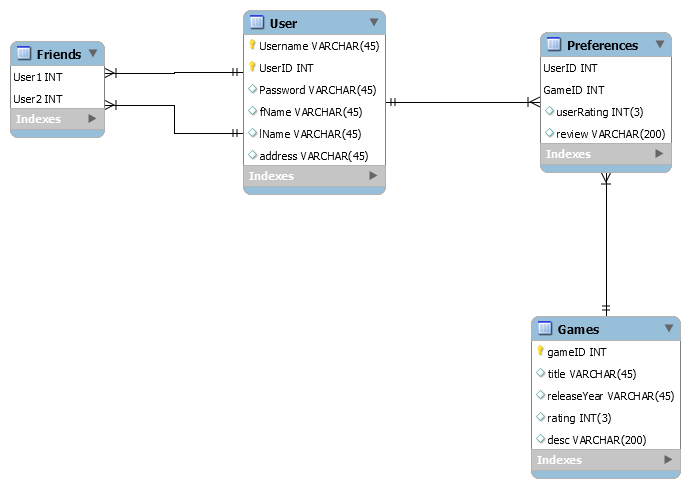 Friends
User1 INT
User2 INT
Indexes
User
Username VARCHAR(45)
UserID INT
Password VARCHAR(45)
fName VARCHAR(45)
lName VARCHAR(45)
address VARCHAR(45)
Indexes
Preferences
UserID INT
GameID INT
userRating INT(3)
review VARCHAR(200)
Indexes
Games
gameID INT
title VARCHAR(45)
releaseYear VARCHAR(45)
rating INT(3)
desc VARCHAR(200)
Indexes